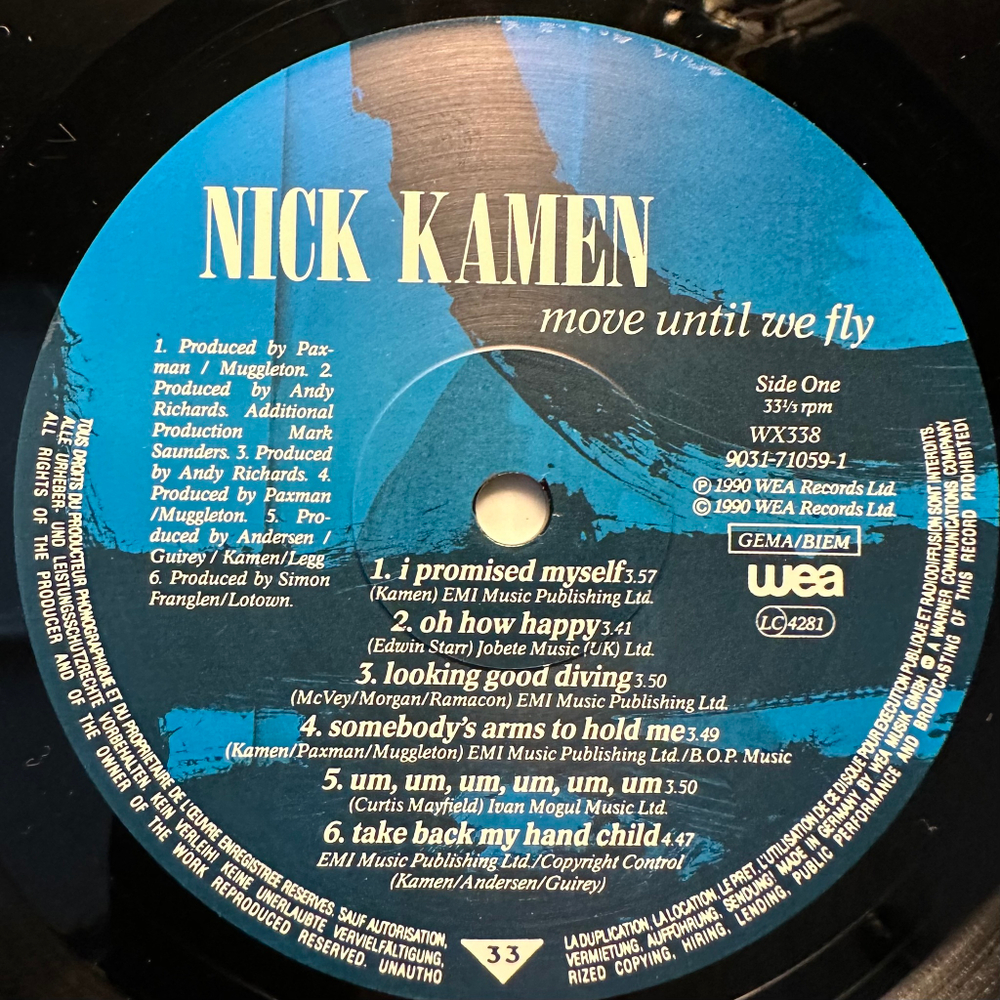 NICK KAMEN
move until we fly
1. Produced by Pax-
man / Muggleton. 2.
Produced by Andy
Richards. Additional
Production Mark
Saunders. 3. Produced
by Andy Richards. 4.
Produced by Paxman
/Muggleton. 5. Pro-
duced by Andersen /
Guirey / Kamen/Legg
6. Produced by Simon
Franglen/Lotown.
Side One
33⅓ rpm
WX338
9031-71059-1
Ⓟ 1990 WEA Records Ltd.
© 1990 WEA Records Ltd.
GEMA/BIEM
wea
LC 4281
1. i promised myself 3.57
(Kamen) EMI Music Publishing Ltd.
2. oh how happy 3.41
(Edwin Starr) Jobete Music (UK) Ltd.
3. looking good diving 3.50
(McVey/Morgan/Ramacon) EMI Music Publishing Ltd.
4. somebody's arms to hold me 3.49
(Kamen/Paxman/Muggleton) EMI Music Publishing Ltd./B.O.P. Music
5. um, um, um, um, um, um 3.50
(Curtis Mayfield) Ivan Mogul Music Ltd.
6. take back my hand child 4.47
EMI Music Publishing Ltd./Copyright Control
(Kamen/Andersen/Guirey)
TOUS DROITS DU PRODUCTEUR PHONOGRAPHIQUE ET DU PROPRIETAIRE DE L'ŒUVRE ENREGISTREE RESERVES. SAUF AUTORISATION,
LA DUPLICATION, LA LOCATION, LE PRET, L'UTILISATION DE CE DISQUE POUR EXECUTION PUBLIQUE ET RADIODIFFUSION SONT INTERDITS.
ALLE URHEBER- UND LEISTUNGSSCHUTZRECHTE VORBEHALTEN. KEIN VERLEIH! KEINE UNERLAUBTE VERVIELFÄLTIGUNG,
VERMIETUNG, AUFFÜHRUNG, SENDUNG! MADE IN GERMANY BY WEA MUSIK GMBH A WARNER COMMUNICATIONS COMPANY
ALL RIGHTS OF THE PRODUCER AND OF THE OWNER OF THE WORK REPRODUCED RESERVED. UNAUTHO
RIZED COPYING, HIRING, LENDING, PUBLIC PERFORMANCE AND BROADCASTING OF THIS RECORD PROHIBITED!
33